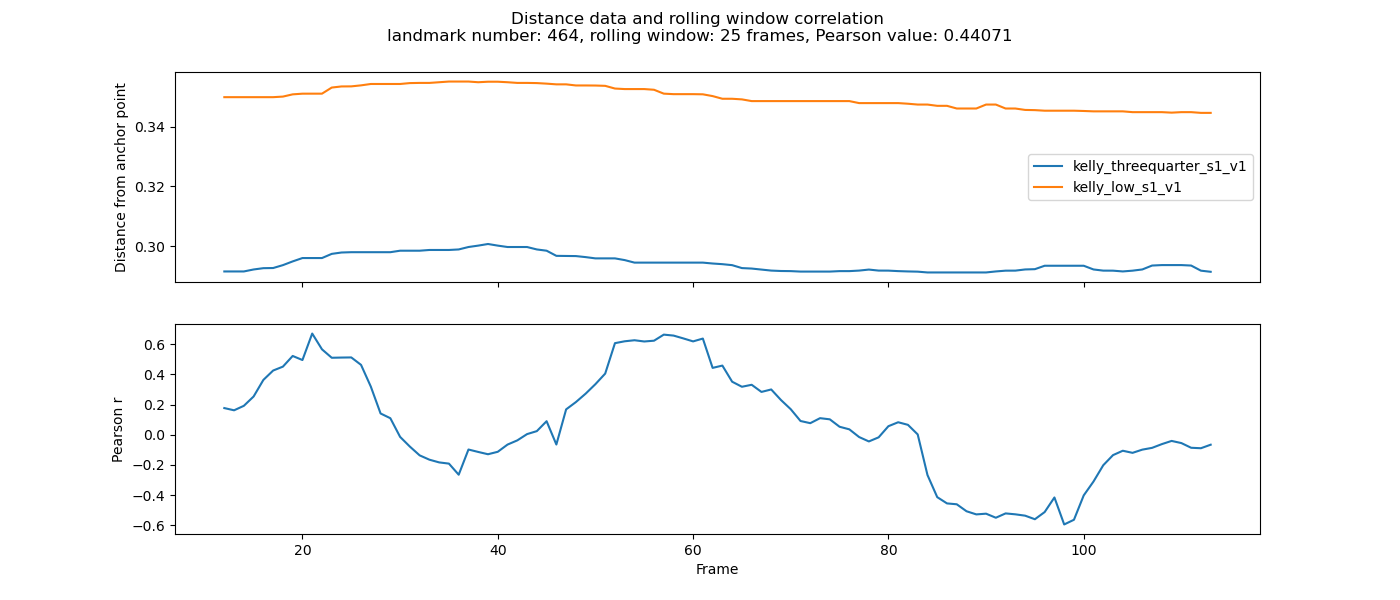 Distance data and rolling window correlation
landmark number: 464, rolling window: 25 frames, Pearson value: 0.44071
Distance from anchor point
0.34
0.32
0.30
kelly_threequarter_s1_v1
kelly_low_s1_v1
Pearson r
0.6
0.4
0.2
0.0
−0.2
−0.4
−0.6
20 40 60 80 100
Frame